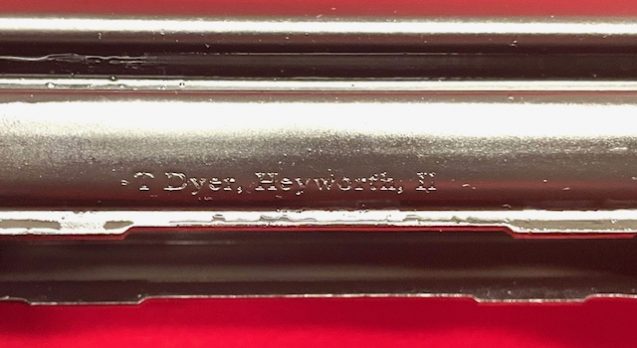 T Dyer, Heyworth, Il